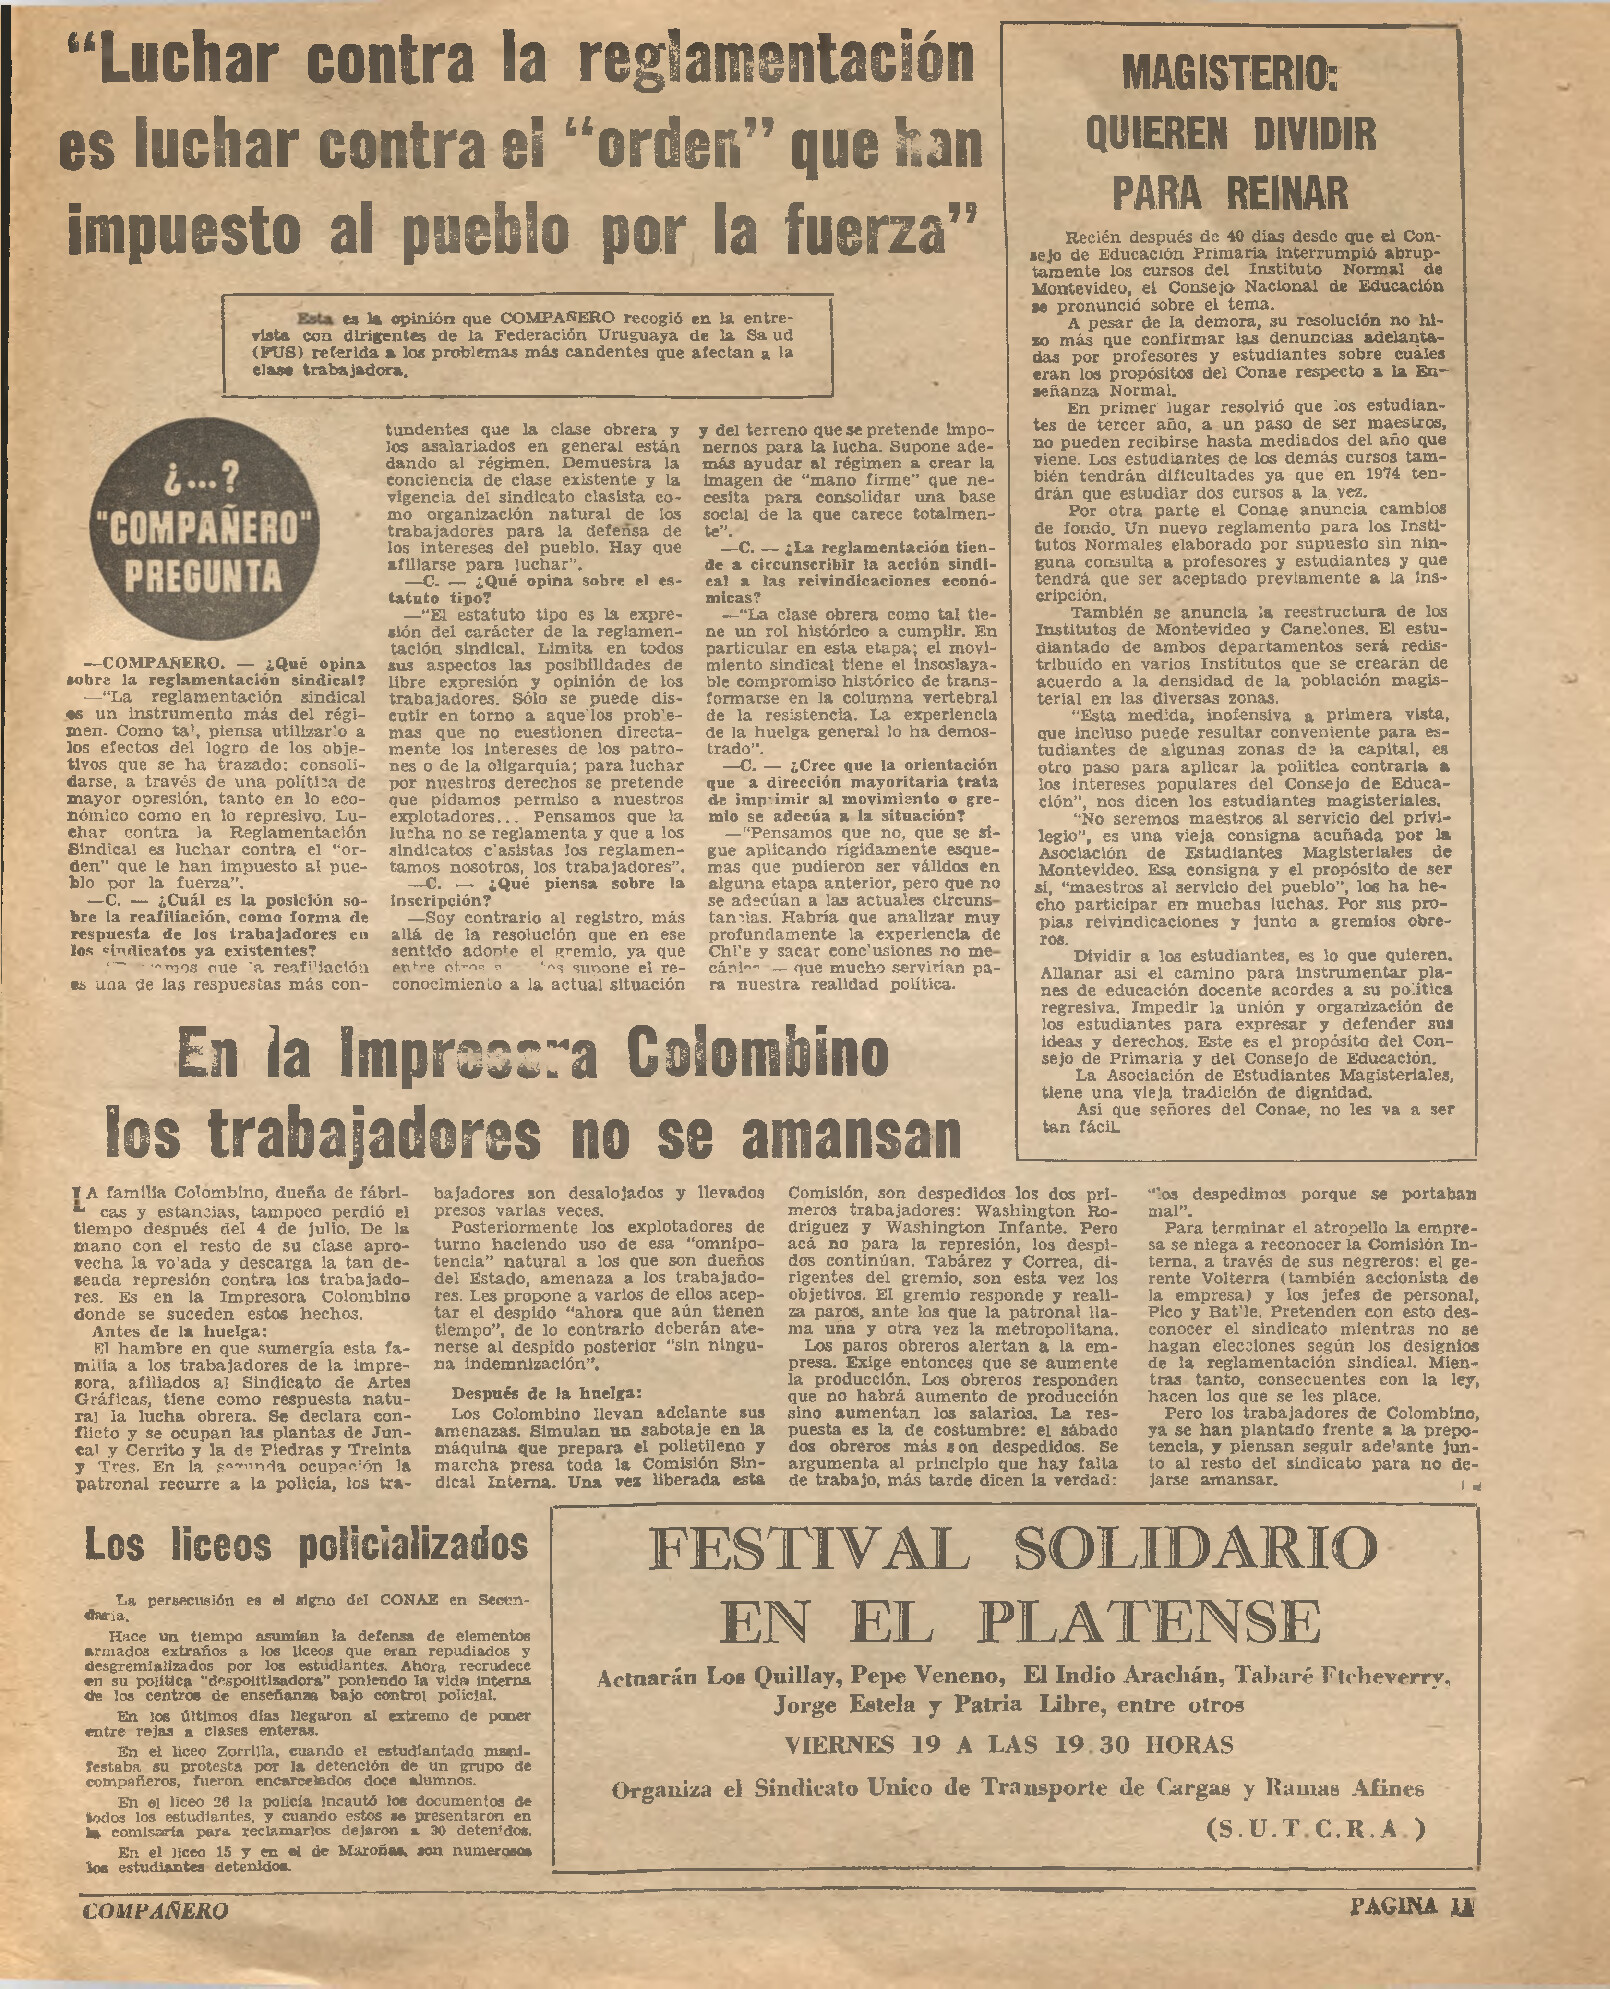 “Luchar contra la reglamentación
es luchar contra el “orden” que han
impuesto al pueblo por la fuerza”
Esta es la opinión que COMPAÑERO recogió en la entre-
vista con dirigentes de la Federación Uruguaya de la Salud
(FUS) referida a los problemas más candentes que afectan a la
clase trabajadora.
¿...?
"COMPAÑERO"
PREGUNTA
—COMPAÑERO. — ¿Qué opina
sobre la reglamentación sindical?
—“La reglamentación sindical
es un instrumento más del régi-
men. Como tal, piensa utilizarlo a
los efectos del logro de los obje-
tivos que se ha trazado: consoli-
darse, a través de una política de
mayor opresión, tanto en lo eco-
nómico como en lo represivo. Lu-
char contra la Reglamentación
Sindical es luchar contra el “or-
den” que le han impuesto al pue-
blo por la fuerza”.
—C. — ¿Cuál es la posición so-
bre la reafiliación, como forma de
respuesta de los trabajadores en
los sindicatos ya existentes?
que la reafiliación
es una de las respuestas más con-
tundentes que la clase obrera y
los asalariados en general están
dando al régimen. Demuestra la
conciencia de clase existente y la
vigencia del sindicato clasista co-
mo organización natural de los
trabajadores para la defensa de
los intereses del pueblo. Hay que
afiliarse para luchar”.
—C. — ¿Qué opina sobre el es-
tatuto tipo?
—“El estatuto tipo es la expre-
sión del carácter de la reglamen-
tación sindical. Limita en todos
sus aspectos las posibilidades de
libre expresión y opinión de los
trabajadores. Sólo se puede dis-
cutir en torno a aquellos proble-
mas que no cuestionen directa-
mente los intereses de los patro-
nes o de la oligarquía; para luchar
por nuestros derechos se pretende
que pidamos permiso a nuestros
explotadores... Pensamos que la
lucha no se reglamenta y que a los
sindicatos clasistas los reglamen-
tamos nosotros, los trabajadores”.
—C. — ¿Qué piensa sobre la
inscripción?
—Soy contrario al registro, más
allá de la resolución que en ese
sentido adopte el gremio, ya que
entre otros supone el re-
conocimiento a la actual situación
y del terreno que se pretende impo-
nernos para la lucha. Supone ade-
más ayudar al régimen a crear la
imagen de “mano firme” que ne-
cesita para consolidar una base
social de la que carece totalmen-
te”.
—C. — ¿La reglamentación tien-
de a circunscribir la acción sindi-
cal a las reivindicaciones econó-
micas?
—“La clase obrera como tal tie-
ne un rol histórico a cumplir. En
particular en esta etapa; el movi-
miento sindical tiene el insoslaya-
ble compromiso histórico de trans-
formarse en la columna vertebral
de la resistencia. La experiencia
de la huelga general lo ha demos-
trado”.
—C. — ¿Cree que la orientación
que a dirección mayoritaria trata
de imprimir al movimiento o gre-
mio se adecúa a la situación?
—“Pensamos que no, que se si-
gue aplicando rígidamente esque-
mas que pudieron ser válidos en
alguna etapa anterior, pero que no
se adecúan a las actuales circuns-
tancias. Habría que analizar muy
profundamente la experiencia de
Chile y sacar conclusiones no me-
cánicas — que mucho servirían pa-
ra nuestra realidad política.
MAGISTERIO:
QUIEREN DIVIDIR
PARA REINAR
Recién después de 40 días desde que el Con-
sejo de Educación Primaria interrumpió abrup-
tamente los cursos del Instituto Normal de
Montevideo, el Consejo Nacional de Educación
se pronunció sobre el tema.
A pesar de la demora, su resolución no hi-
zo más que confirmar las denuncias adelanta-
das por profesores y estudiantes sobre cuáles
eran los propósitos del Conae respecto a la En-
señanza Normal.
En primer lugar resolvió que los estudian-
tes de tercer año, a un paso de ser maestros,
no pueden recibirse hasta mediados del año que
viene. Los estudiantes de los demás cursos tam-
bién tendrán dificultades ya que en 1974 ten-
drán que estudiar dos cursos a la vez.
Por otra parte el Conae anuncia cambios
de fondo. Un nuevo reglamento para los Insti-
tutos Normales elaborado por supuesto sin nin-
guna consulta a profesores y estudiantes y que
tendrá que ser aceptado previamente a la ins-
cripción.
También se anuncia la reestructura de los
Institutos de Montevideo y Canelones. El estu-
diantado de ambos departamentos será redis-
tribuido en varios Institutos que se crearán de
acuerdo a la densidad de la población magis-
terial en las diversas zonas.
“Esta medida, inofensiva a primera vista,
que incluso puede resultar conveniente para es-
tudiantes de algunas zonas de la capital, es
otro paso para aplicar la política contraria a
los intereses populares del Consejo de Educa-
ción”, nos dicen los estudiantes magisteriales.
“No seremos maestros al servicio del privi-
legio”, es una vieja consigna acuñada por la
Asociación de Estudiantes Magisteriales de
Montevideo. Esa consigna y el propósito de ser
sí, “maestros al servicio del pueblo”, los ha he-
cho participar en muchas luchas. Por sus pro-
pias reivindicaciones y junto a gremios obre-
ros.
Dividir a los estudiantes, es lo que quieren.
Allanar así el camino para instrumentar pla-
nes de educación docente acordes a su política
regresiva. Impedir la unión y organización de
los estudiantes para expresar y defender sus
ideas y derechos. Este es el propósito del Con-
sejo de Primaria y del Consejo de Educación.
La Asociación de Estudiantes Magisteriales,
tiene una vieja tradición de dignidad.
Así que señores del Conae, no les va a ser
tan fácil.
En la Impresora Colombino
los trabajadores no se amansan
LA familia Colombino, dueña de fábri-
cas y estancias, tampoco perdió el
tiempo después del 4 de julio. De la
mano con el resto de su clase apro-
vecha la volada y descarga la tan de-
seada represión contra los trabajado-
res. Es en la Impresora Colombino
donde se suceden estos hechos.
Antes de la huelga:
El hambre en que sumergía esta fa-
milia a los trabajadores de la impre-
sora, afiliados al Sindicato de Artes
Gráficas, tiene como respuesta natu-
ral la lucha obrera. Se declara con-
flicto y se ocupan las plantas de Jun-
cal y Cerrito y la de Piedras y Treinta
y Tres. En la segunda ocupación la
patronal recurre a la policía, los tra-
bajadores son desalojados y llevados
presos varias veces.
Posteriormente los explotadores de
turno haciendo uso de esa “omnipo-
tencia” natural a los que son dueños
del Estado, amenaza a los trabajado-
res. Les propone a varios de ellos acep-
tar el despido “ahora que aún tienen
tiempo”, de lo contrario deberán ate-
nerse al despido posterior “sin ningu-
na indemnización”.
Después de la huelga:
Los Colombino llevan adelante sus
amenazas. Simulan un sabotaje en la
máquina que prepara el polietileno y
marcha presa toda la Comisión Sin-
dical Interna. Una vez liberada esta
Comisión, son despedidos los dos pri-
meros trabajadores: Washington Ro-
dríguez y Washington Infante. Pero
acá no para la represión, los despi-
dos continúan. Tabárez y Correa, di-
rigentes del gremio, son esta vez los
objetivos. El gremio responde y reali-
za paros, ante los que la patronal lla-
ma una y otra vez la metropolitana.
Los paros obreros alertan a la em-
presa. Exige entonces que se aumente
la producción. Los obreros responden
que no habrá aumento de producción
sino aumentan los salarios. La res-
puesta es la de costumbre: el sábado
dos obreros más son despedidos. Se
argumenta al principio que hay falta
de trabajo, más tarde dicen la verdad:
“los despedimos porque se portaban
mal”.
Para terminar el atropello la empre-
sa se niega a reconocer la Comisión In-
terna, a través de sus negreros: el ge-
rente Volterra (también accionista de
la empresa) y los jefes de personal,
Pico y Batlle. Pretenden con esto des-
conocer el sindicato mientras no se
hagan elecciones según los designios
de la reglamentación sindical. Mien-
tras tanto, consecuentes con la ley,
hacen los que se les place.
Pero los trabajadores de Colombino,
ya se han plantado frente a la prepo-
tencia, y piensan seguir adelante jun-
to al resto del sindicato para no de-
jarse amansar.
Los liceos policializados
La persecusión es el signo del CONAE en Secun-
daria.
Hace un tiempo asumían la defensa de elementos
armados extraños a los liceos que eran repudiados y
desgremializados por los estudiantes. Ahora recrudece
en su política “despolitizadora” poniendo la vida interna
de los centros de enseñanza bajo control policial.
En los últimos días llegaron al extremo de poner
entre rejas a clases enteras.
En el liceo Zorrilla, cuando el estudiantado mani-
festaba su protesta por la detención de un grupo de
compañeros, fueron encarcelados doce alumnos.
En el liceo 26 la policía incautó los documentos de
todos los estudiantes, y cuando estos se presentaron en
la comisaría para reclamarlos dejaron a 30 detenidos.
En el liceo 15 y en el de Maroñas, son numerosos
los estudiantes detenidos.
FESTIVAL SOLIDARIO
EN EL PLATENSE
Actuarán Los Quillay, Pepe Veneno, El Indio Arachán, Tabaré Etcheverry,
Jorge Estela y Patria Libre, entre otros
VIERNES 19 A LAS 19.30 HORAS
Organiza el Sindicato Unico de Transporte de Cargas y Ramas Afines
(S.U.T.C.R.A.)
COMPAÑERO
PAGINA 11